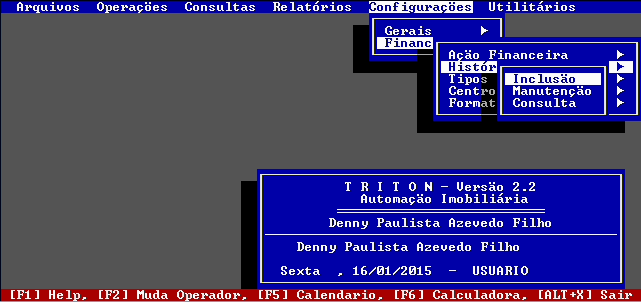 Arquivos Operações Consultas Relatórios Configurações Utilitários
Gerais
Financ
Ação Financeira
Histór
Tipos
Centro
Format
Inclusão
Manutenção
Consulta
T R I T O N - Versão 2.2
Automação Imobiliária
Denny Paulista Azevedo Filho
Denny Paulista Azevedo Filho
Sexta , 16/01/2015 - USUARIO
[F1] Help, [F2] Muda Operador, [F5] Calendario, [F6] Calculadora, [ALT+X] Sair